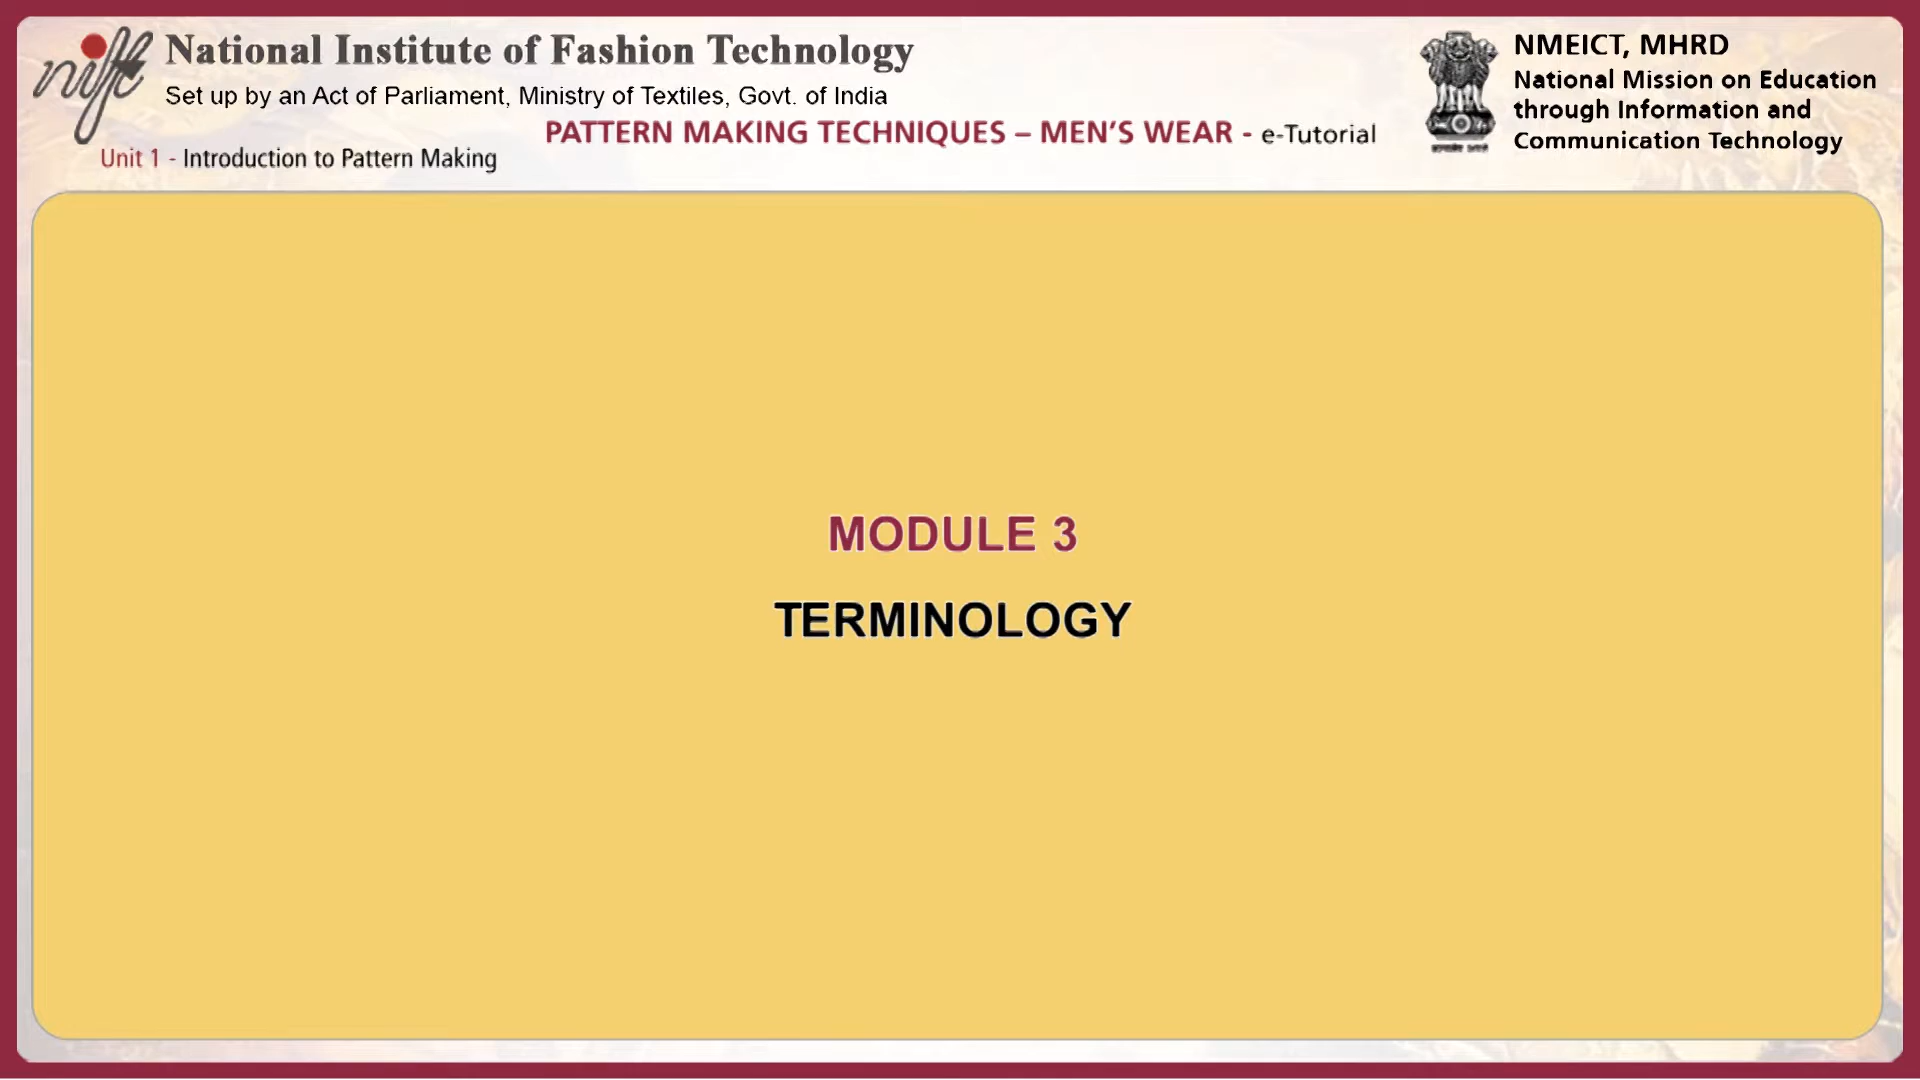 nift
National Institute of Fashion Technology
Set up by an Act of Parliament, Ministry of Textiles, Govt. of India
PATTERN MAKING TECHNIQUES – MEN'S WEAR - e-Tutorial
Unit 1 - Introduction to Pattern Making
NMEICT, MHRD
National Mission on Education
through Information and
Communication Technology
MODULE 3
TERMINOLOGY